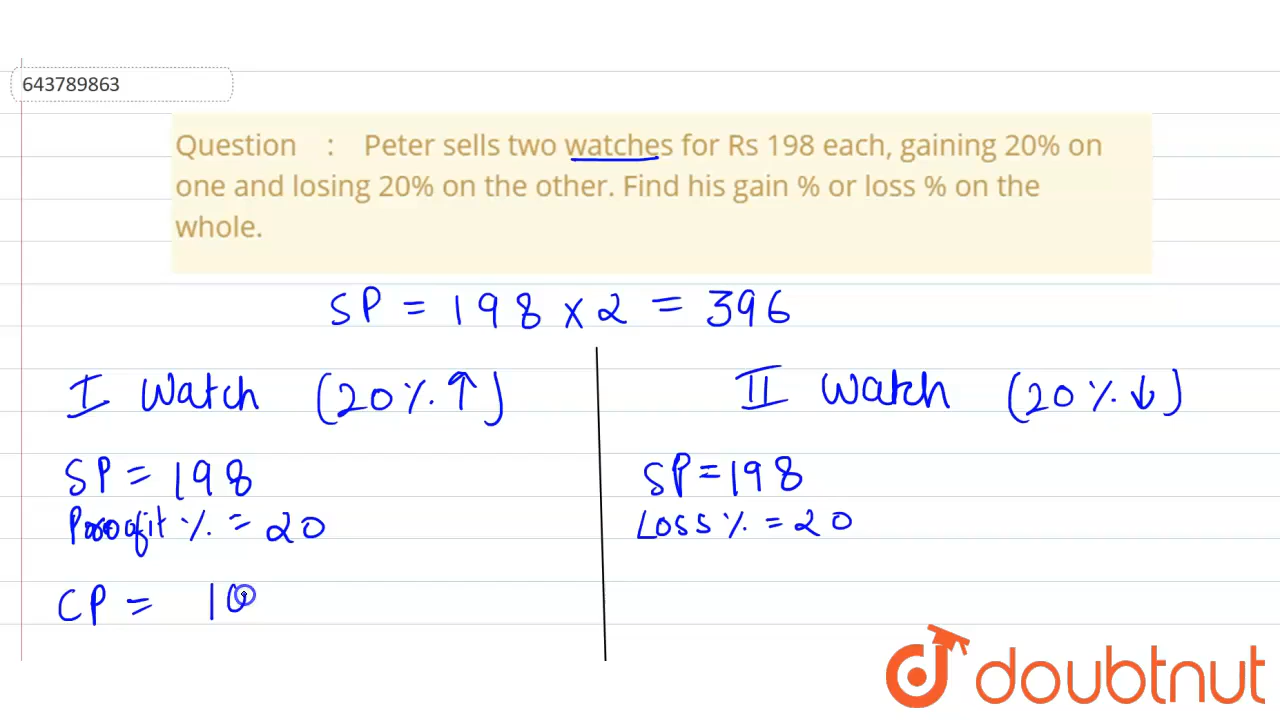 643789863
Question : Peter sells two watches for Rs 198 each, gaining 20% on
one and losing 20% on the other. Find his gain % or loss % on the
whole.
SP = 198 × 2 = 396
I Watch (20%↑)
SP = 198
Profit % = 20
CP = 10
II Watch (20%↓)
SP = 198
Loss % = 20
doubtnut